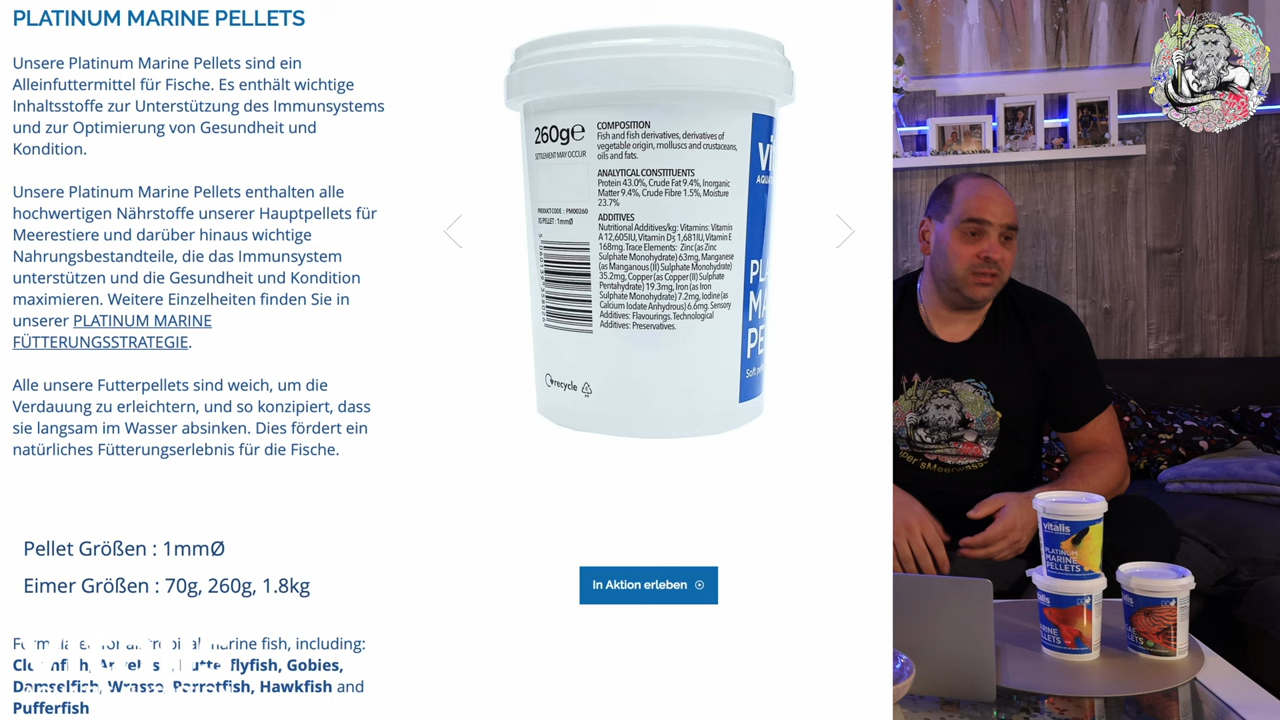 PLATINUM MARINE PELLETS
Unsere Platinum Marine Pellets sind ein
Alleinfuttermittel für Fische. Es enthält wichtige
Inhaltsstoffe zur Unterstützung des Immunsystems
und zur Optimierung von Gesundheit und
Kondition.
Unsere Platinum Marine Pellets enthalten alle
hochwertigen Nährstoffe unserer Hauptpellets für
Meerestiere und darüber hinaus wichtige
Nahrungsbestandteile, die das Immunsystem
unterstützen und die Gesundheit und Kondition
maximieren. Weitere Einzelheiten finden Sie in
unserer PLATINUM MARINE
FÜTTERUNGSSTRATEGIE.
Alle unsere Futterpellets sind weich, um die
Verdauung zu erleichtern, und so konzipiert, dass
sie langsam im Wasser absinken. Dies fördert ein
natürliches Fütterungserlebnis für die Fische.
Pellet Größen : 1mmØ
Eimer Größen : 70g, 260g, 1.8kg
marine fish, including:
Gobies,
Damselfish, Wrasse, Parrotfish, Hawkfish and
Pufferfish
260g e
SETTLEMENT MAY OCCUR
PRODUCT CODE : PM00260
PELLET : 1mmØ
recycle
COMPOSITION
Fish and fish derivatives, derivatives of
vegetable origin, molluscs and crustaceans,
oils and fats.
ANALYTICAL CONSTITUENTS
Protein 43.0%, Crude Fat 9.4%, Inorganic
Matter 9.4%, Crude Fibre 1.5%, Moisture
23.7%
ADDITIVES
Nutritional Additives/kg: Vitamins: Vitamin
A 12,605IU, Vitamin D3 1,681IU, Vitamin E
168mg. Trace Elements: Zinc (as Zinc
Sulphate Monohydrate) 63mg, Manganese
(as Manganous (II) Sulphate Monohydrate)
35.2mg, Copper (as Copper (II) Sulphate
Pentahydrate) 19.3mg, Iron (as Iron
Sulphate Monohydrate) 7.2mg, Iodine (as
Calcium Iodate Anhydrous) 6.6mg. Sensory
Additives: Flavourings. Technological
Additives: Preservatives.
In Aktion erleben
vitalis
PLATINUM
MARINE
PELLETS